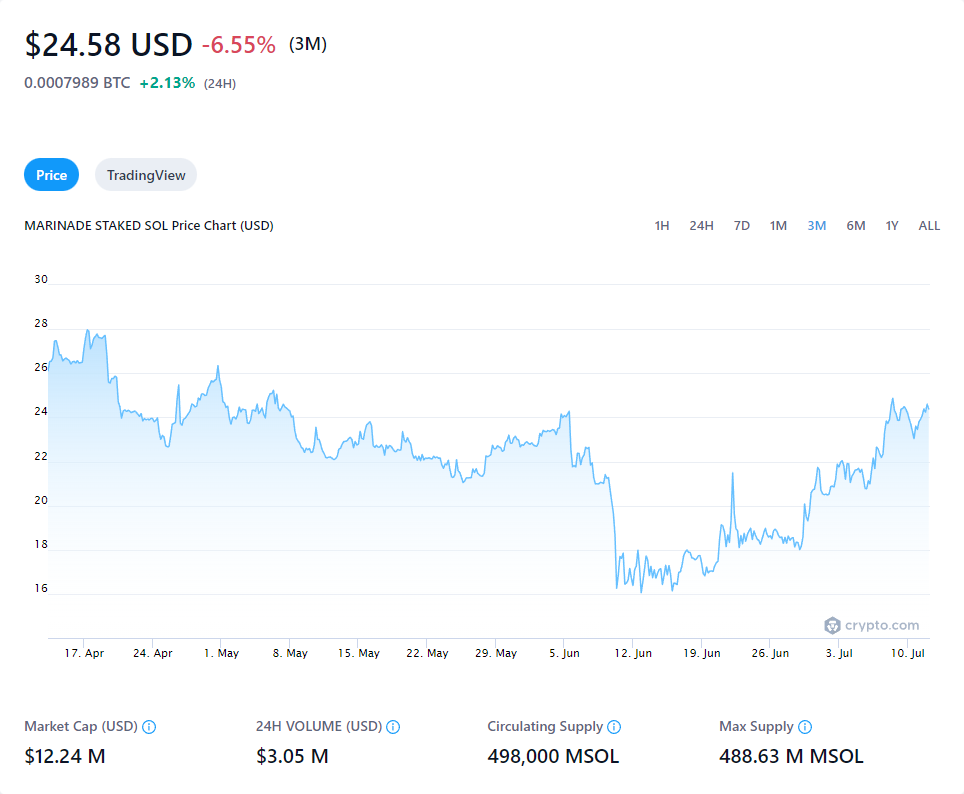 $24.58 USD -6.55% (3M)
0.0007989 BTC +2.13% (24H)
Price TradingView
MARINADE STAKED SOL Price Chart (USD) 1H 24H 7D 1M 3M 6M 1Y ALL
30
28
26
24
22
20
18
16
crypto.com
17. Apr 24. Apr 1. May 8. May 15. May 22. May 29. May 5. Jun 12. Jun 19. Jun 26. Jun 3. Jul 10. Jul
Market Cap (USD) 24H VOLUME (USD) Circulating Supply Max Supply
$12.24 M $3.05 M 498,000 MSOL 488.63 M MSOL